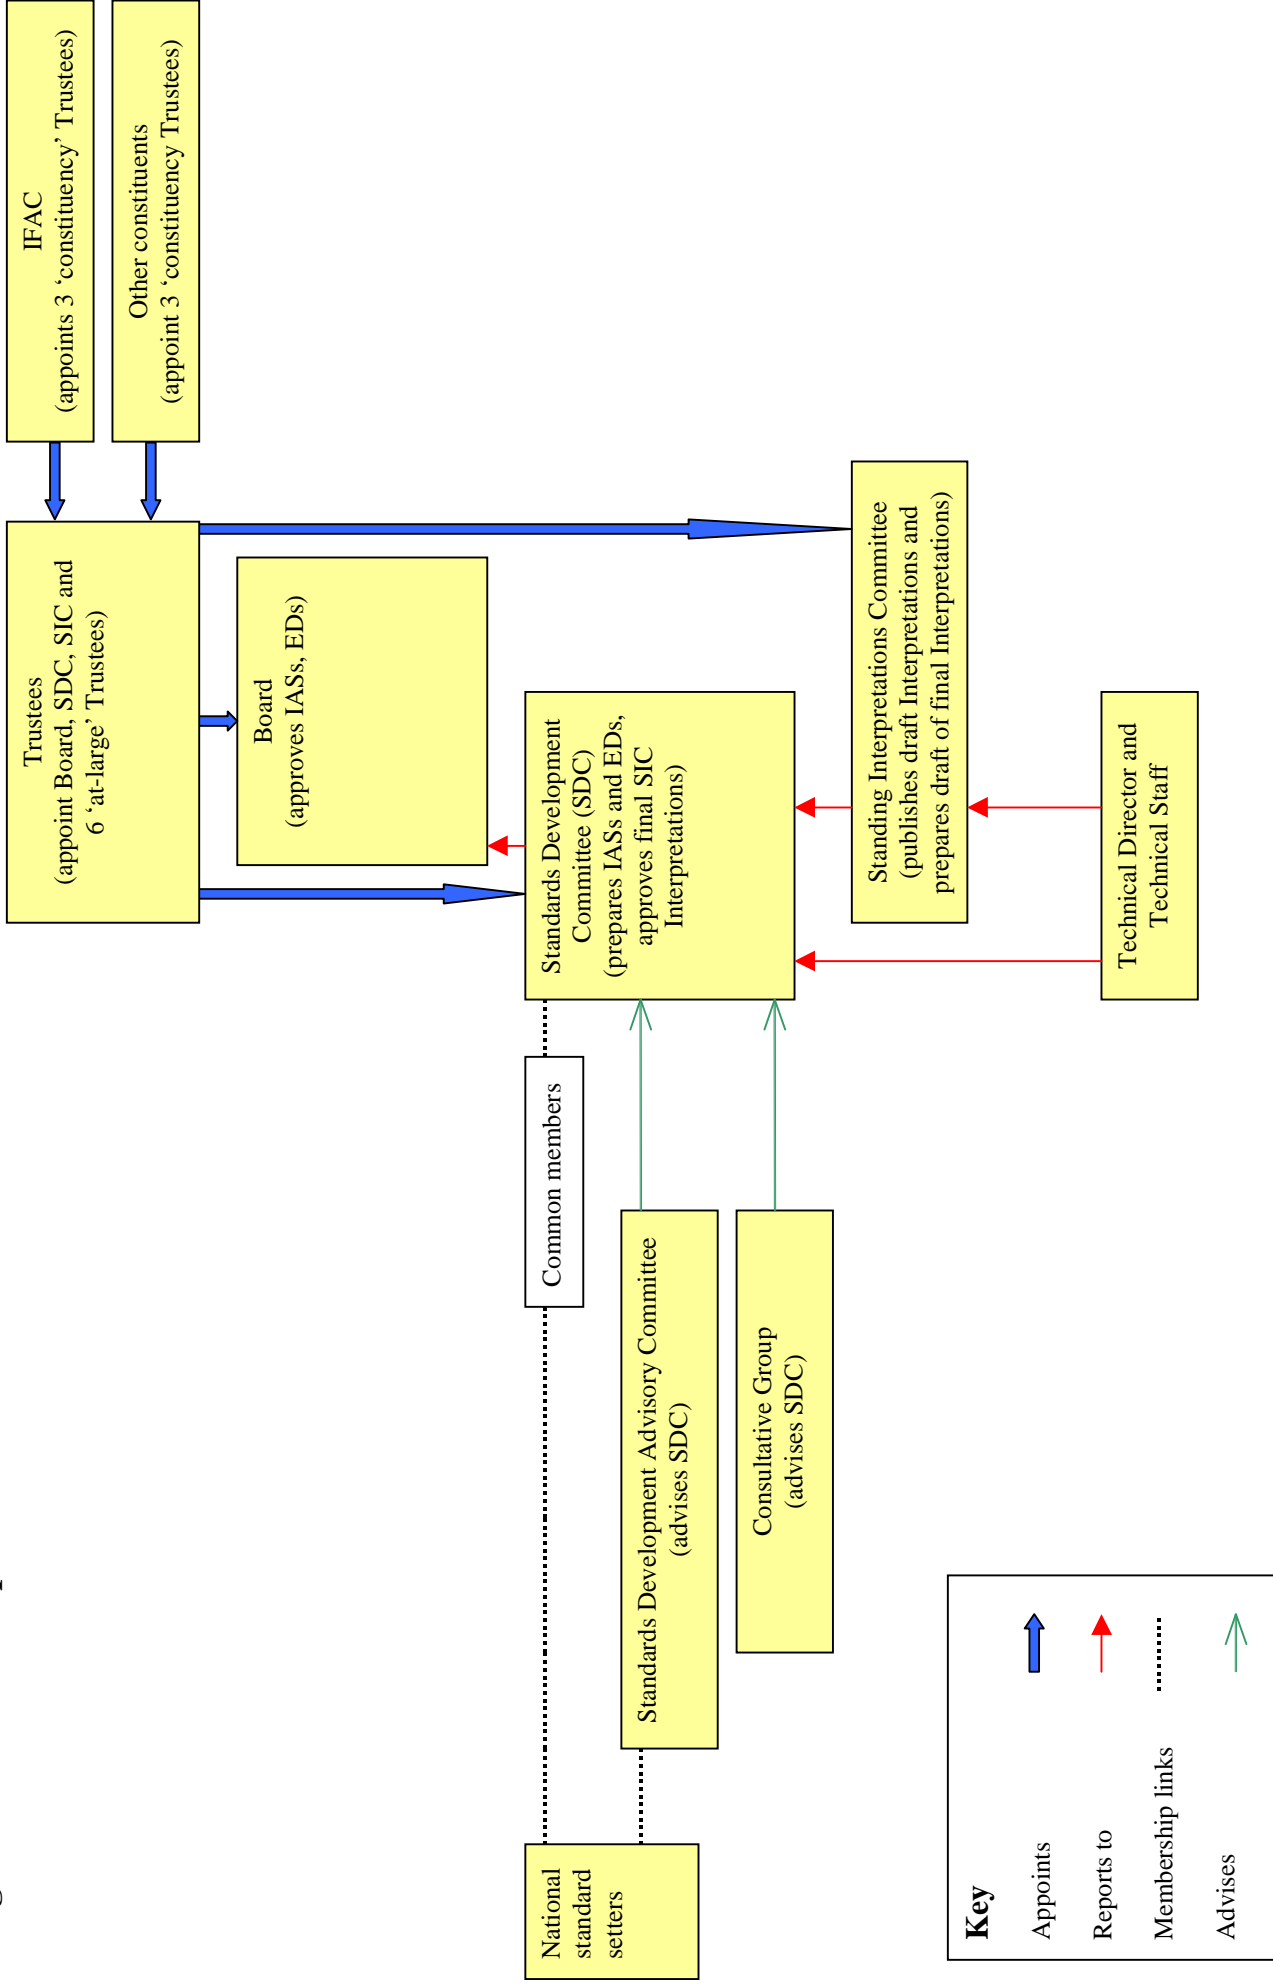 IFAC
(appoints 3 ‘constituency’ Trustees)
Other constituents
(appoint 3 ‘constituency Trustees)
Trustees
(appoint Board, SDC, SIC and
6 ‘at-large’ Trustees)
Board
(approves IASs, EDs)
Standards Development
Committee (SDC)
(prepares IASs and EDs,
approves final SIC
Interpretations)
Common members
National
standard
setters
Standards Development Advisory Committee
(advises SDC)
Consultative Group
(advises SDC)
Standing Interpretations Committee
(publishes draft Interpretations and
prepares draft of final Interpretations)
Technical Director and
Technical Staff
Key
Appoints
Reports to
Membership links
Advises